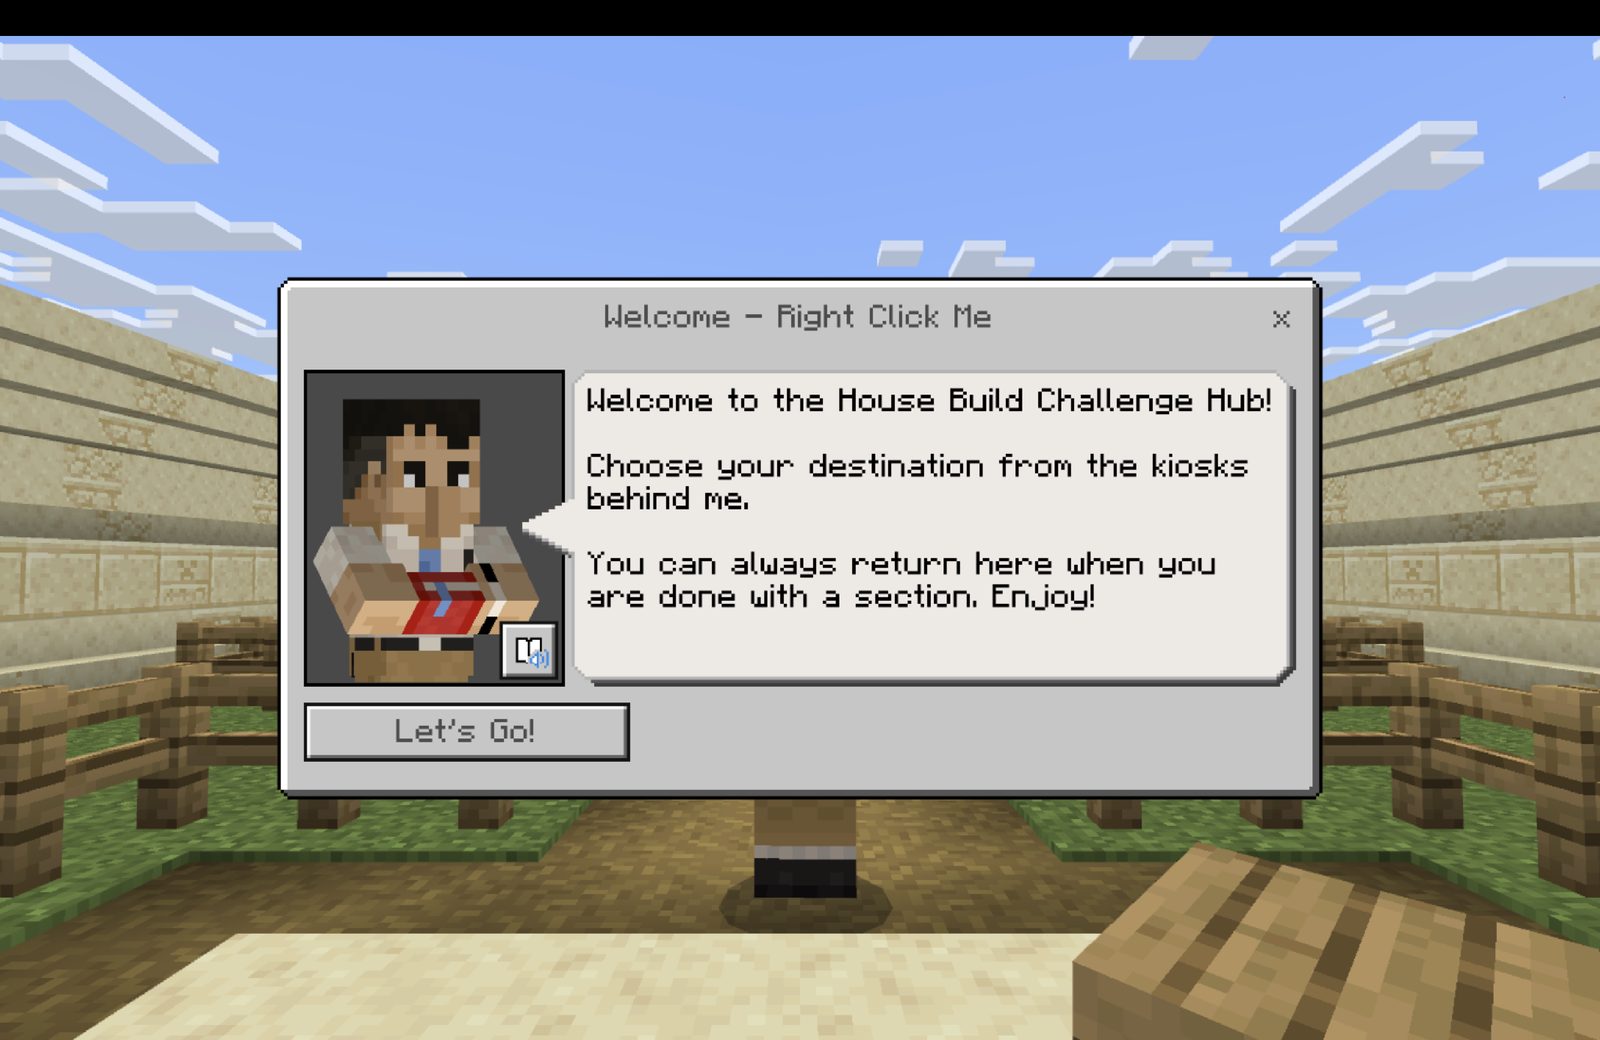 Welcome - Right Click Me
x
Welcome to the House Build Challenge Hub!
Choose your destination from the kiosks
behind me.
You can always return here when you
are done with a section. Enjoy!
Let's Go!